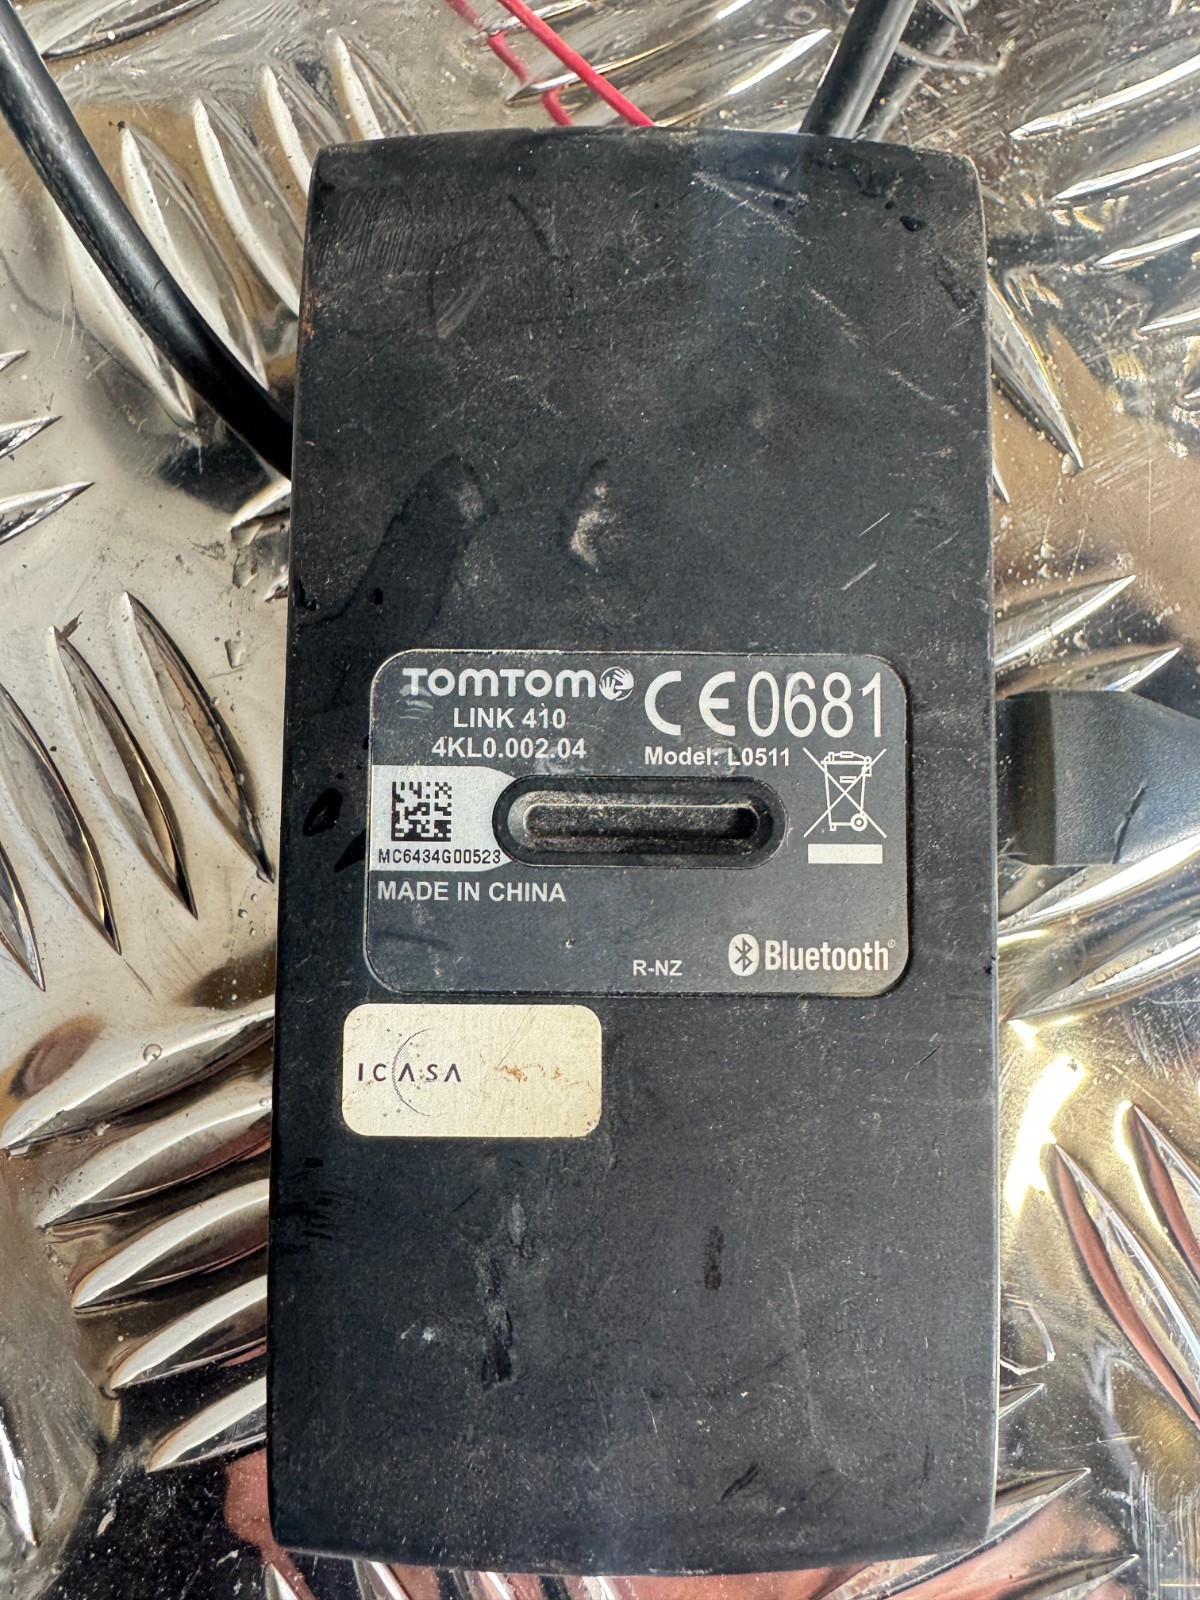 TOMTOM
LINK 410
4KL0.002.04
CE0681
Model: L0511
MC6434G00523
MADE IN CHINA
R-NZ
Bluetooth®
ICASA